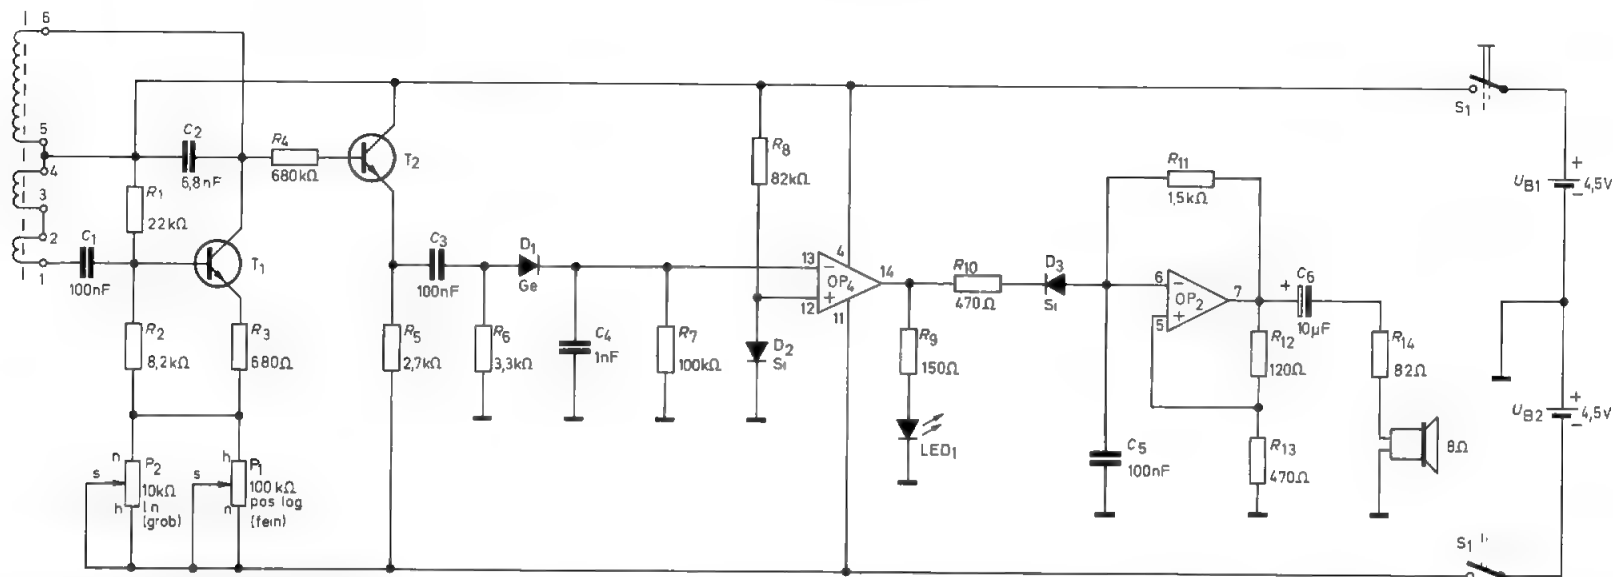 6
5
4
3
2
1
C1
100nF
C2
6,8nF
R1
22kΩ
R2
8,2kΩ
T1
R3
680Ω
R4
680kΩ
T2
n
s
P2
10kΩ
h
(grob)
h
s
P1
100kΩ
pos log
n
(fein)
C3
100nF
R5
2,7kΩ
R6
3,3kΩ
D1
Ge
C4
1nF
R7
100kΩ
R8
82kΩ
D2
Si
13
−
4
OP4
14
12
+
11
R9
150Ω
LED1
R10
470Ω
D3
Si
C5
100nF
R11
1,5kΩ
6
−
OP2
7
5
+
+
C6
10µF
R12
120Ω
R13
470Ω
R14
82Ω
8Ω
S1
UB1
+
−
4,5V
UB2
+
−
4,5V
S1